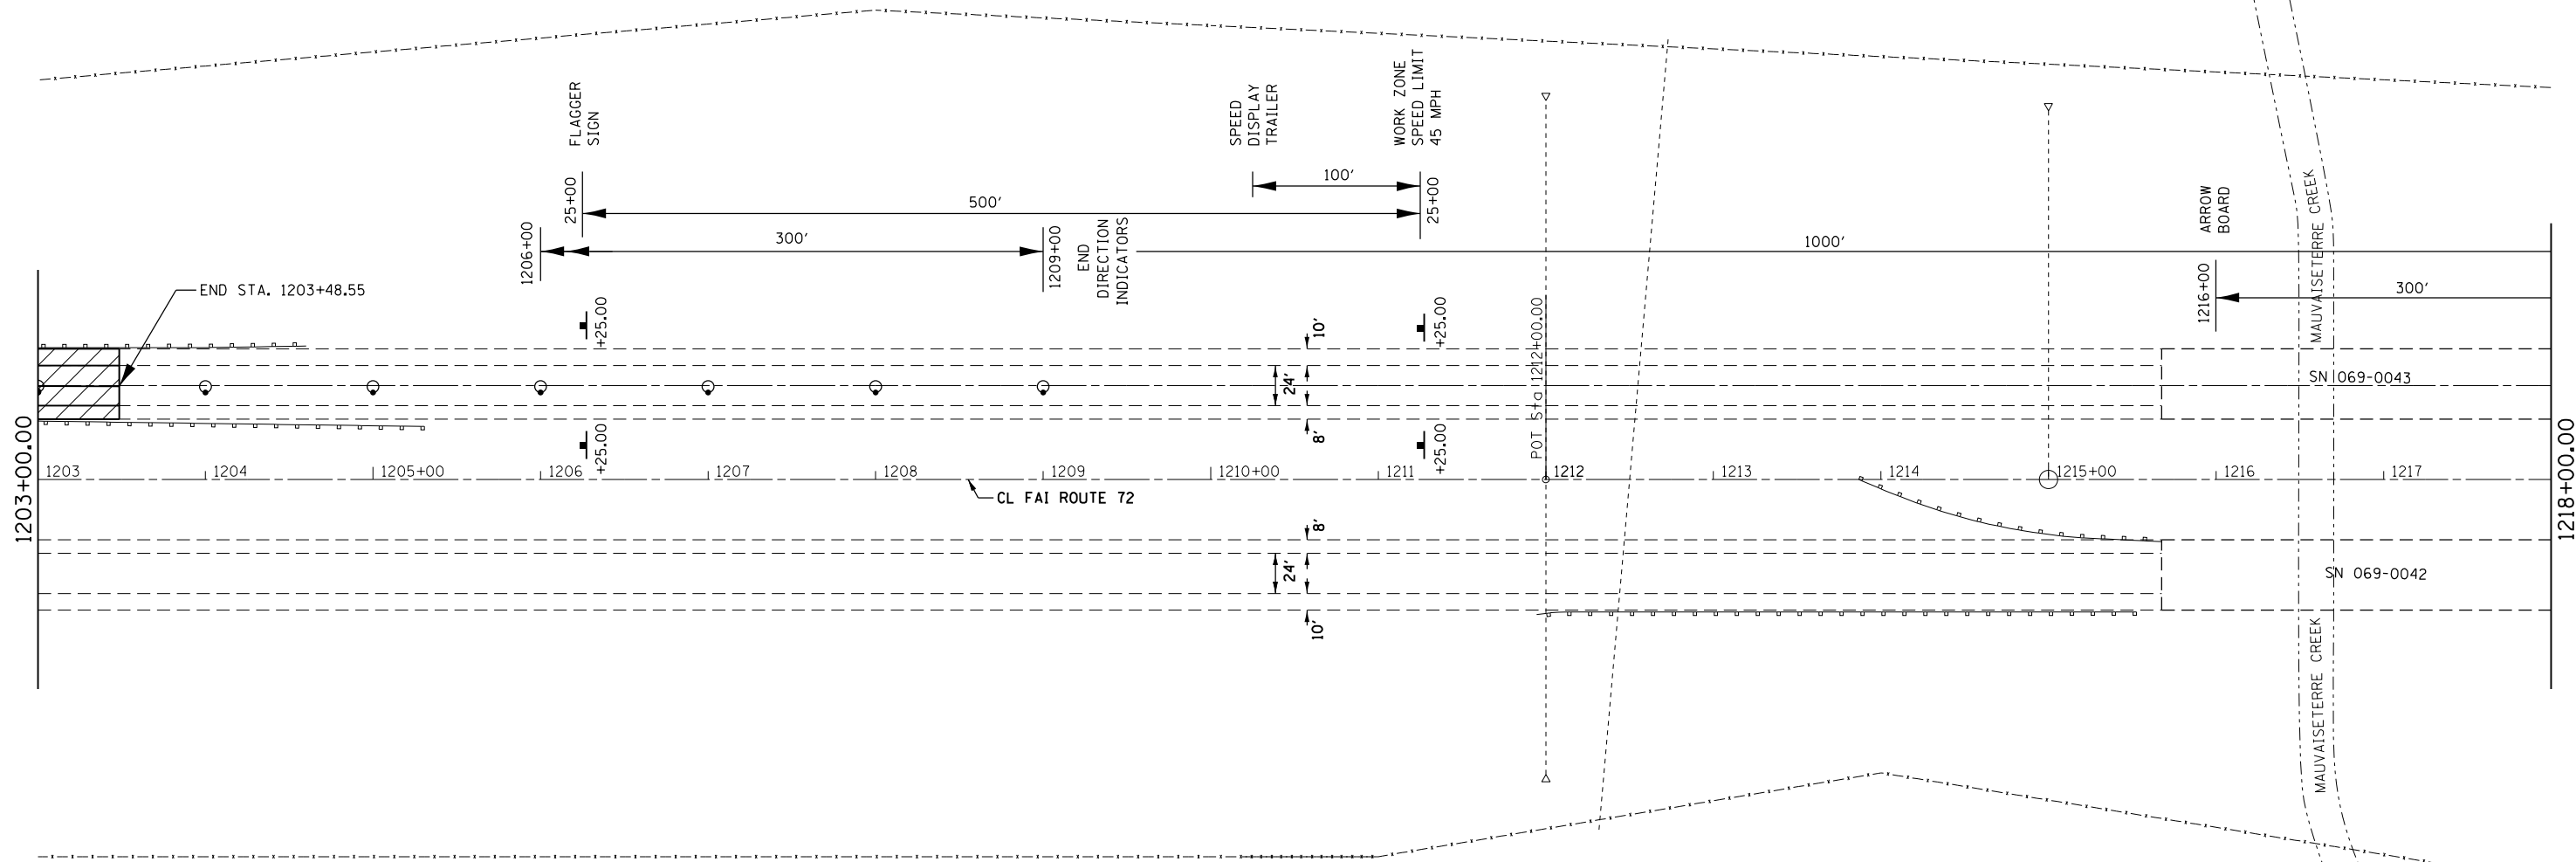 FLAGGER
SIGN
SPEED
DISPLAY
TRAILER
WORK ZONE
SPEED LIMIT
45 MPH
100'
25+00
500'
25+00
ARROW
BOARD
MAUVAISETERRE CREEK
1206+00
300'
1209+00
END
DIRECTION
INDICATORS
1000'
1216+00
300'
END STA. 1203+48.55
+25.00
+25.00
10'
POT Sta 1212+00.00
24'
SN 069-0043
8'
+25.00
+25.00
1203+00.00
1203
1204
1205+00
1206
1207
1208
1209
1210+00
1211
1212
1213
1214
1215+00
1216
1217
1218+00.00
CL FAI ROUTE 72
8'
24'
SN 069-0042
10'
MAUVAISETERRE CREEK